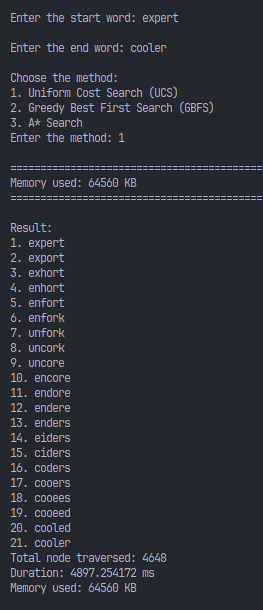 Enter the start word: expert
Enter the end word: cooler
Choose the method:
1. Uniform Cost Search (UCS)
2. Greedy Best First Search (GBFS)
3. A* Search
Enter the method: 1
==========================================
Memory used: 64560 KB
==========================================
Result:
1. expert
2. export
3. exhort
4. enhort
5. enfort
6. enfork
7. unfork
8. uncork
9. uncore
10. encore
11. endore
12. endere
13. enders
14. eiders
15. ciders
16. coders
17. cooers
18. cooees
19. cooeed
20. cooled
21. cooler
Total node traversed: 4648
Duration: 4897.254172 ms
Memory used: 64560 KB